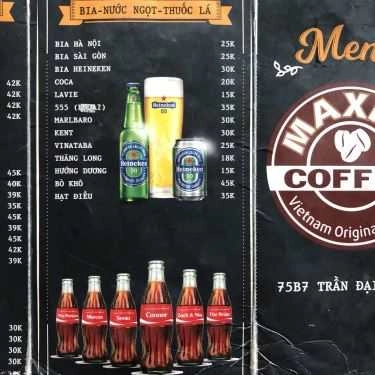 BIA-NƯỚC NGỌT-THUỐC LÁ
BIA HÀ NỘI 25K
BIA SÀI GÒN 25K
BIA HEINEKEN 30K
COCA 20K
LAVIE 15K
555 35K
MARLBARO 30K
KENT 30K
VINATABA 25K
THĂNG LONG 18K
HƯỚNG DƯƠNG 15K
BÒ KHÔ 45K
HẠT ĐIỀU 35K
Heineken
Heineken
Heineken
Connor
42K
42K
42K
42K
45K
40K
39K
35K
45K
39K
45K
42K
39K
30K
30K
30K
30K
Men
COFF
Vietnam Origina
75B7 TRẦN ĐẠ